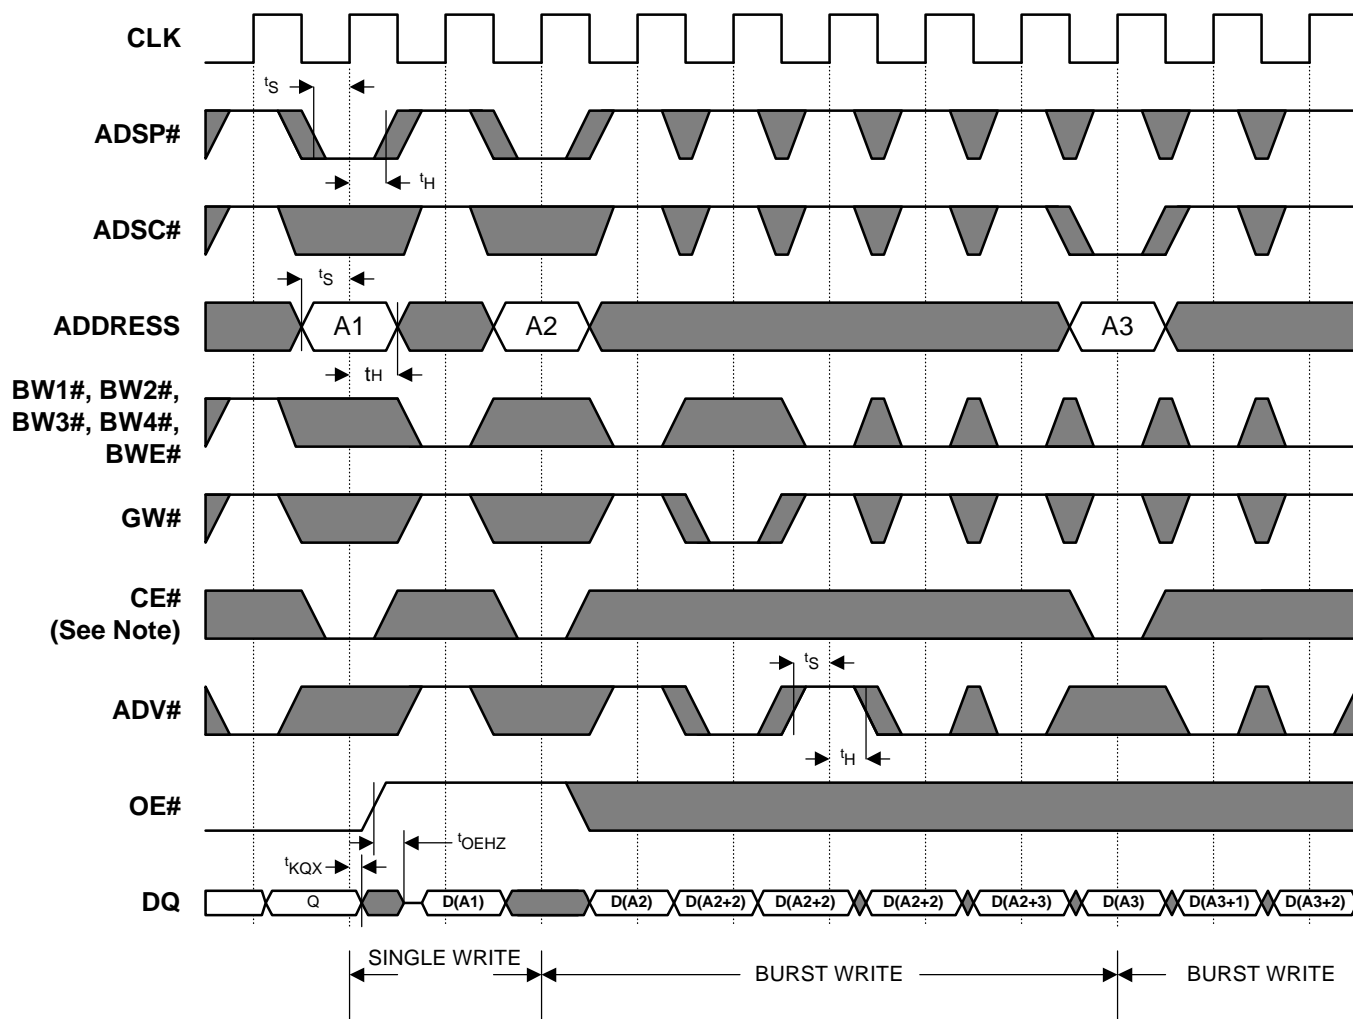 CLK
tS
ADSP#
tH
ADSC#
tS
ADDRESS
A1
A2
A3
tH
BW1#, BW2#,
BW3#, BW4#,
BWE#
GW#
CE#
(See Note)
tS
ADV#
tH
OE#
tOEHZ
tKQX
DQ
Q
D(A1)
D(A2)
D(A2+2)
D(A2+2)
D(A2+2)
D(A2+3)
D(A3)
D(A3+1)
D(A3+2)
SINGLE WRITE
BURST WRITE
BURST WRITE